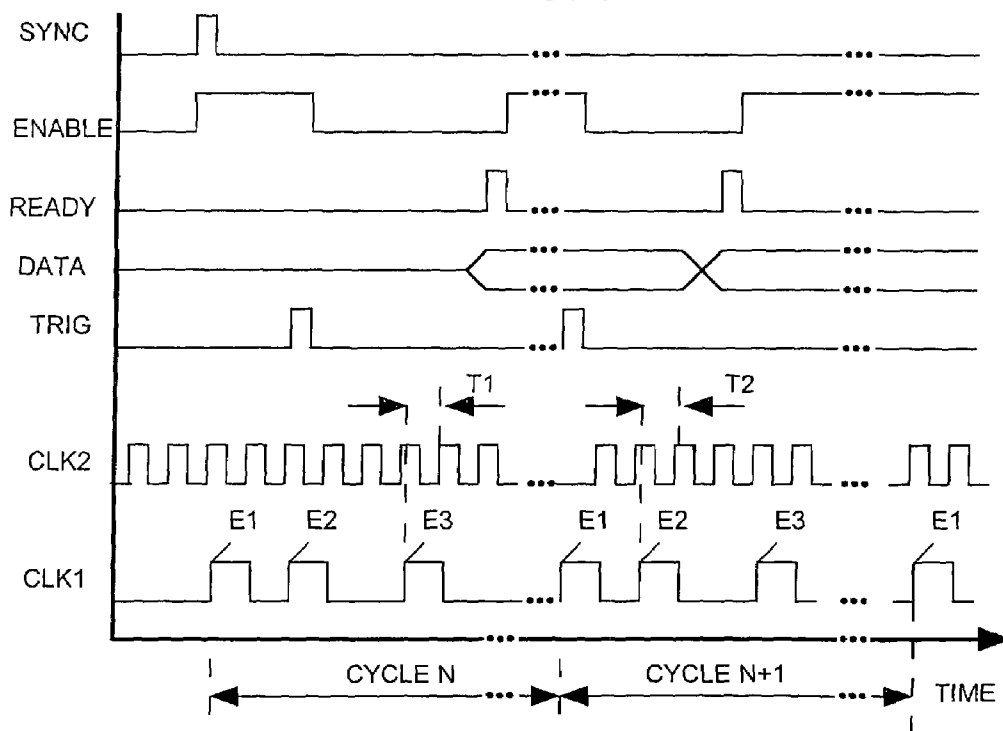 SYNC
ENABLE
READY
DATA
TRIG
T1 T2
CLK2
E1 E2 E3 E1 E2 E3 E1
CLK1
CYCLE N CYCLE N+1 TIME